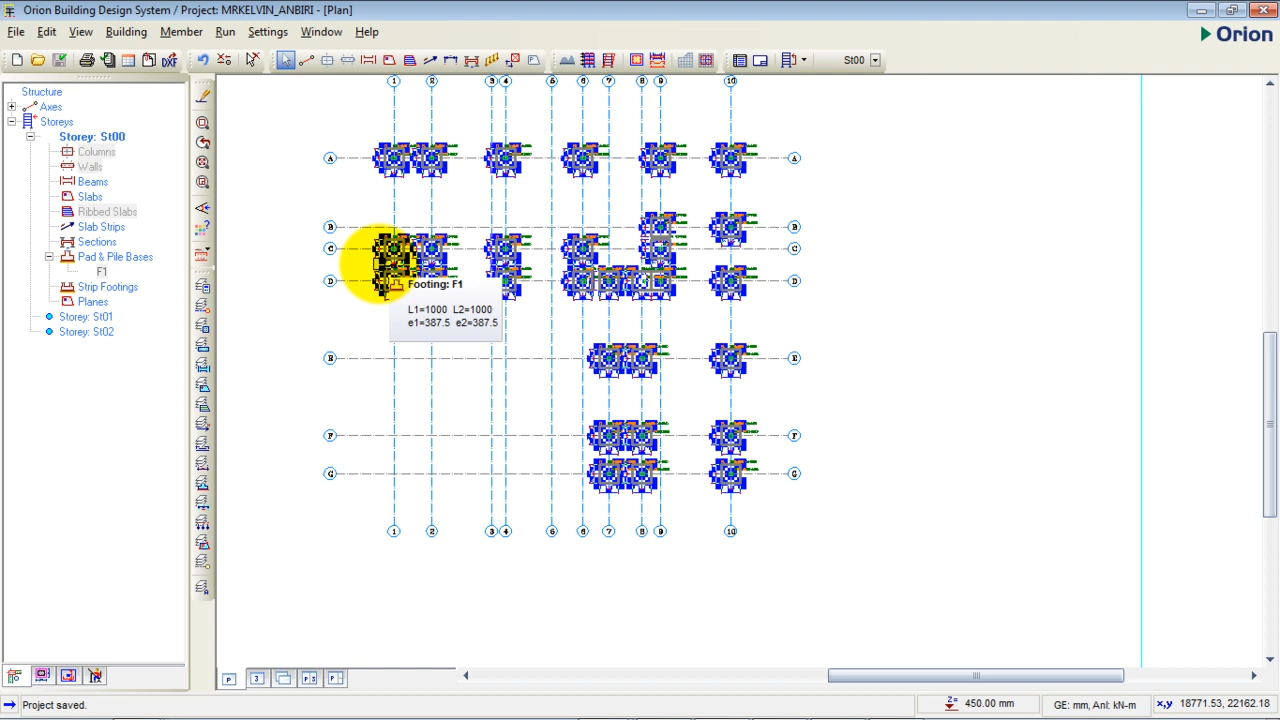 Orion Building Design System / Project: MRKELVIN_ANBIRI - [Plan]
File Edit View Building Member Run Settings Window Help
Orion
DXF
St00
Structure
Axes
Storeys
Storey: St00
Columns
Walls
Beams
Slabs
Ribbed Slabs
Slab Strips
Sections
Pad & Pile Bases
F1
Strip Footings
Planes
Storey: St01
Storey: St02
1 2 3 4 5 6 7 8 9 10
A A
B B
C C
D D
Footing: F1
L1=1000 L2=1000
e1=387.5 e2=387.5
E E
F F
G G
1 2 3 4 5 6 7 8 9 10
Project saved.
Z= 450.00 mm
GE: mm, Anl: kN-m
x,y 18771.53, 22162.18